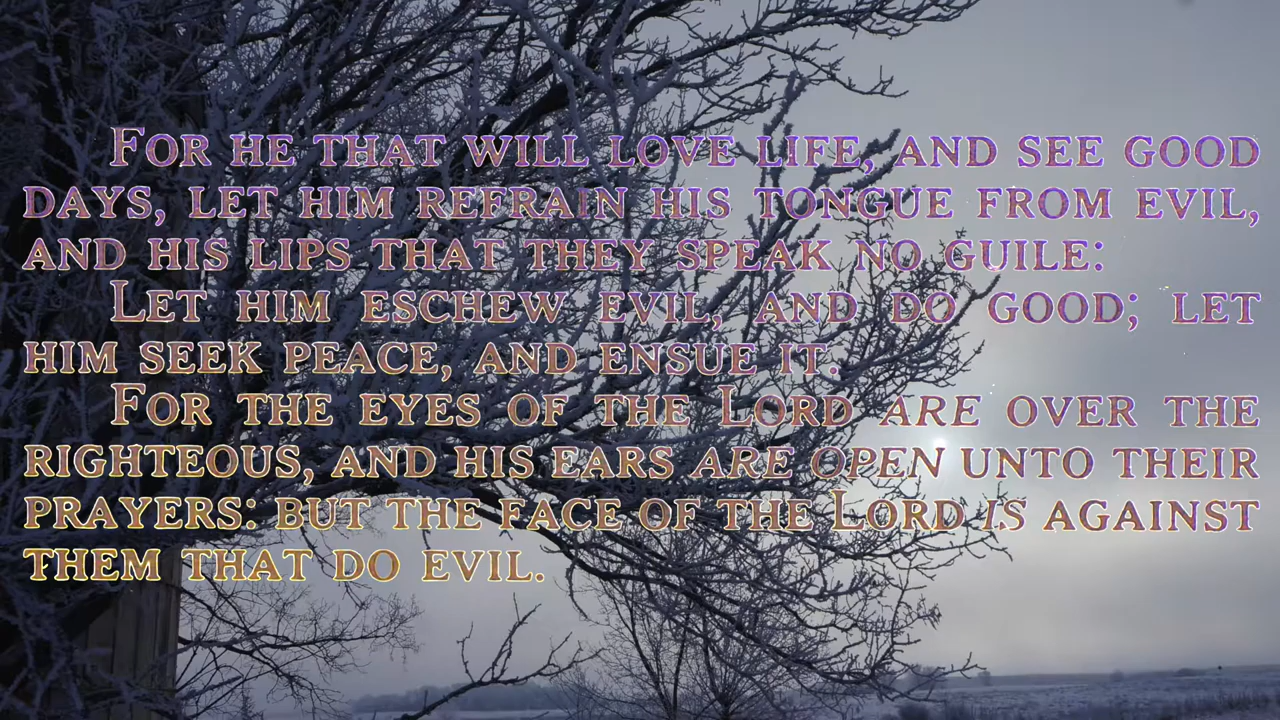 For he that will love life, and see good
days, let him refrain his tongue from evil,
and his lips that they speak no guile:
Let him eschew evil, and do good; let
him seek peace, and ensue it.
For the eyes of the Lord are over the
righteous, and his ears are open unto their
prayers: but the face of the Lord is against
them that do evil.